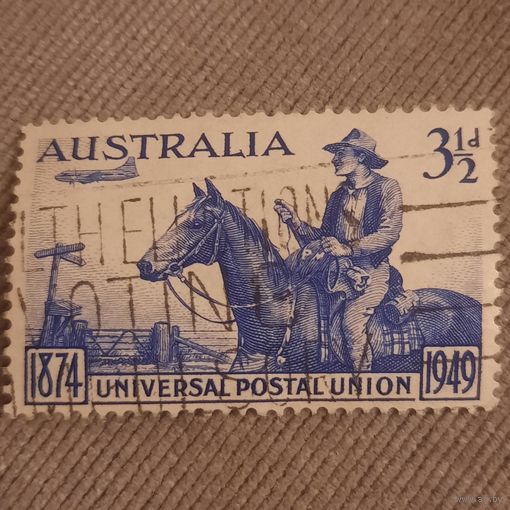 AUSTRALIA
3½d
1874 UNIVERSAL POSTAL UNION 1949